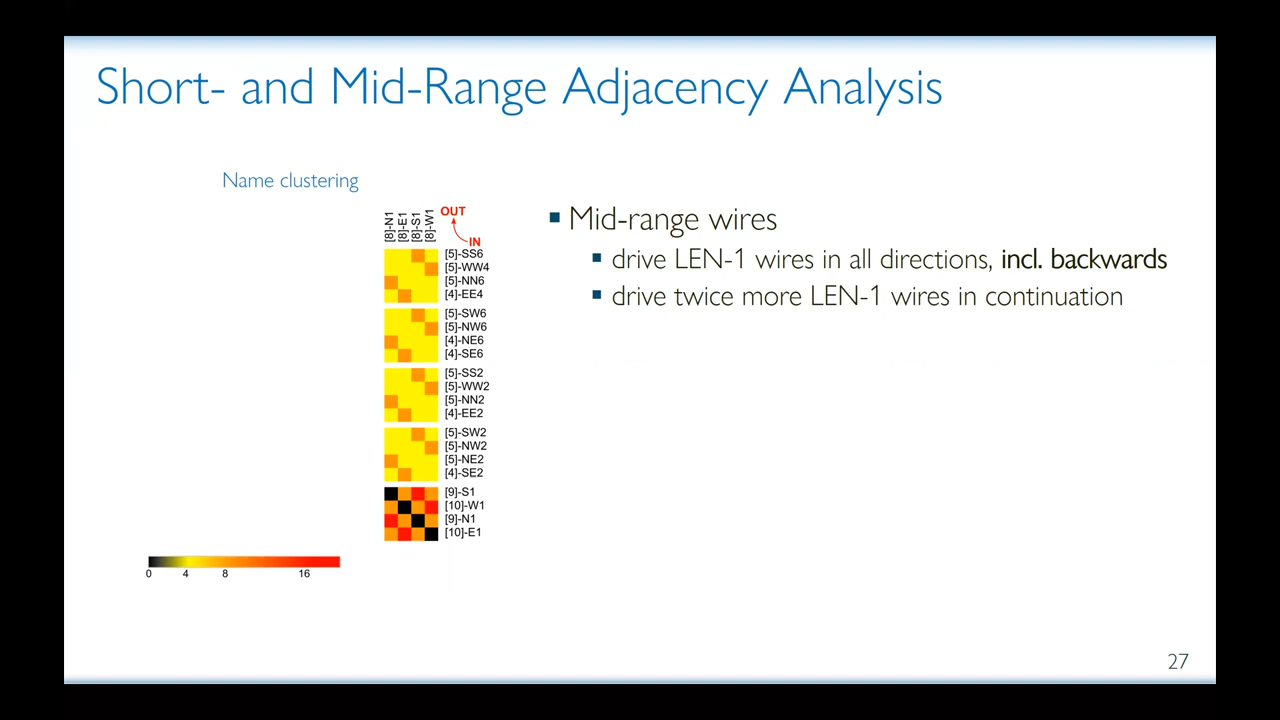 Short- and Mid-Range Adjacency Analysis
Name clustering
[8]-N1
[8]-E1
[8]-S1
[8]-W1
OUT
IN
[5]-SS6
[5]-WW4
[5]-NN6
[4]-EE4
[5]-SW6
[5]-NW6
[4]-NE6
[4]-SE6
[5]-SS2
[5]-WW2
[5]-NN2
[4]-EE2
[5]-SW2
[5]-NW2
[5]-NE2
[4]-SE2
[9]-S1
[10]-W1
[9]-N1
[10]-E1
0 4 8 16
Mid-range wires
drive LEN-1 wires in all directions, incl. backwards
drive twice more LEN-1 wires in continuation
27